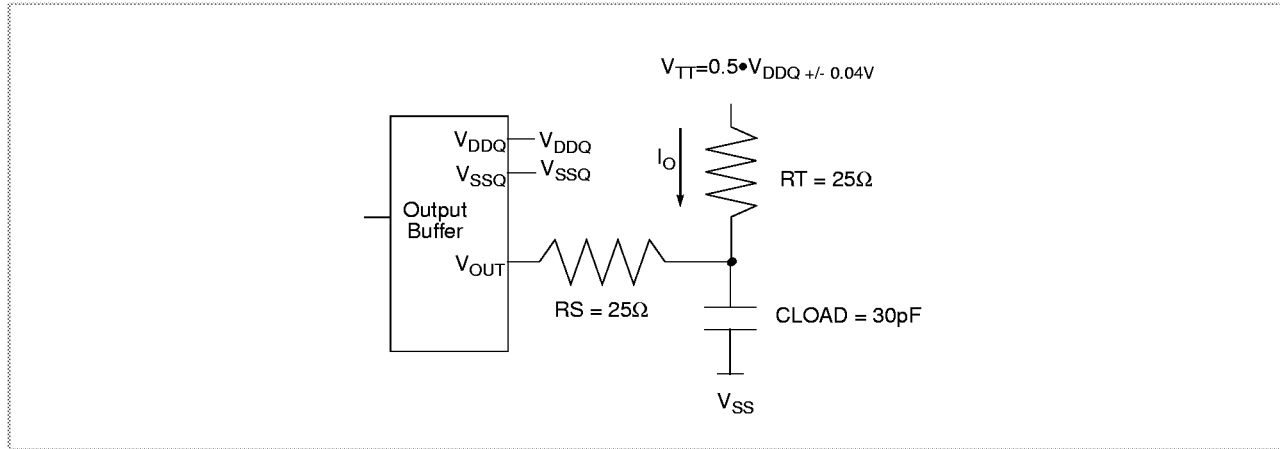 VTT=0.5•VDDQ +/- 0.04V
VDDQ VDDQ
VSSQ VSSQ
IO
RT = 25Ω
Output
Buffer
VOUT
RS = 25Ω
CLOAD = 30pF
VSS